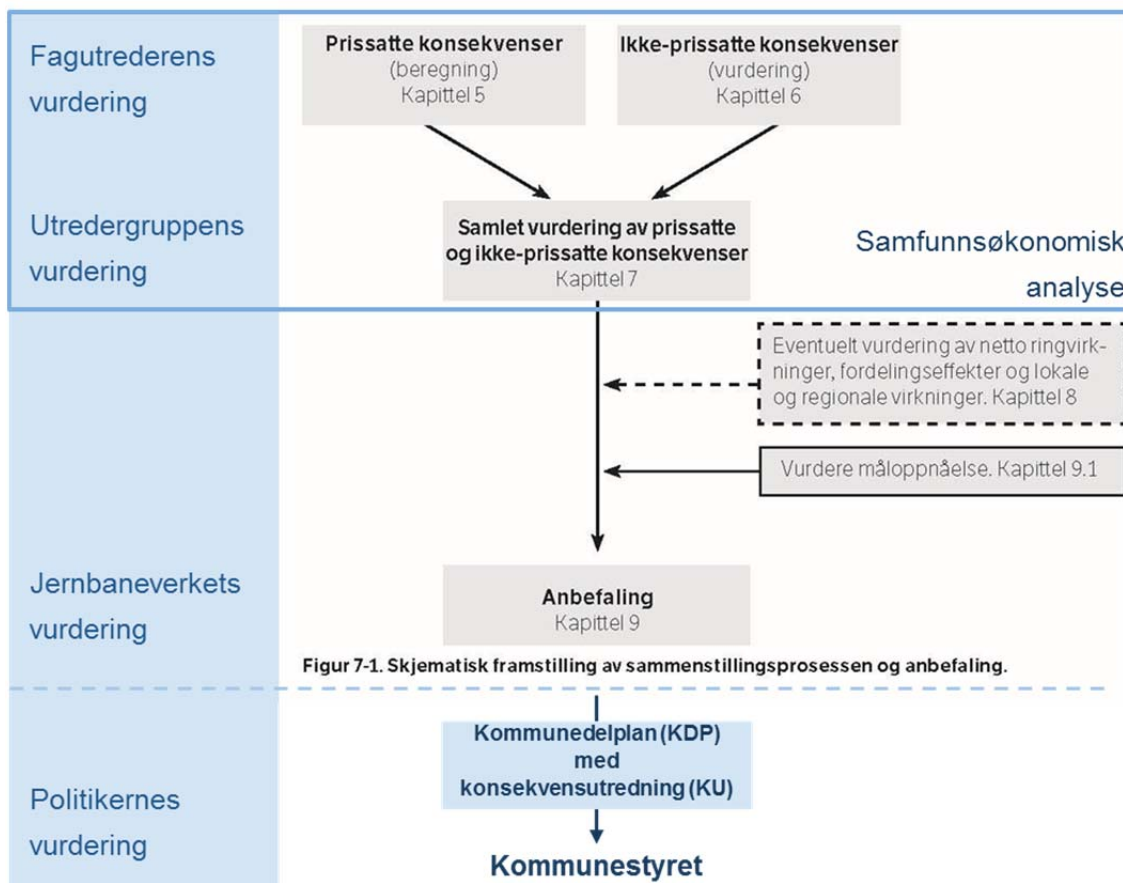 Fagutrederens
vurdering
Prissatte konsekvenser
(beregning)
Kapittel 5
Ikke-prissatte konsekvenser
(vurdering)
Kapittel 6
Utredergruppens
vurdering
Samlet vurdering av prissatte
og ikke-prissatte konsekvenser
Kapittel 7
Samfunnsøkonomisk
analyse
Eventuelt vurdering av netto ringvirk-
ninger, fordelingseffekter og lokale
og regionale virkninger. Kapittel 8
Vurdere måloppnåelse. Kapittel 9.1
Jernbaneverkets
vurdering
Anbefaling
Kapittel 9
Figur 7-1. Skjematisk framstilling av sammenstillingsprosessen og anbefaling.
Kommunedelplan (KDP)
med
konsekvensutredning (KU)
Politikernes
vurdering
Kommunestyret